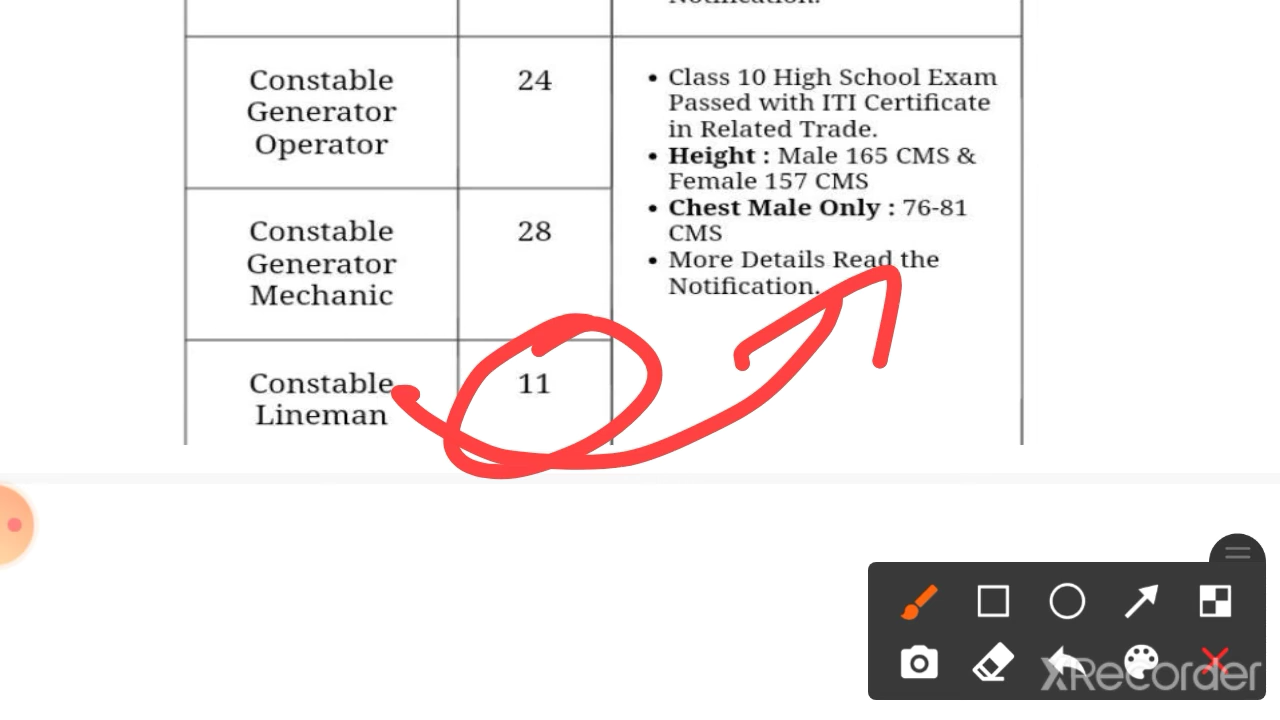 Notification.
Constable
Generator
Operator
24
Constable
Generator
Mechanic
28
Constable
Lineman
11
• Class 10 High School Exam
Passed with ITI Certificate
in Related Trade.
• Height : Male 165 CMS &
Female 157 CMS
• Chest Male Only : 76-81
CMS
• More Details Read the
Notification.
XRecorder